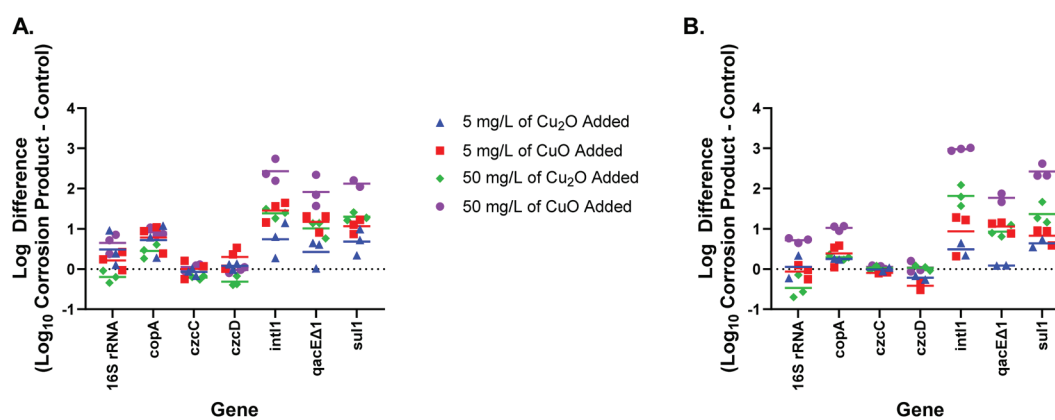 A.
(Log₁₀ Corrosion Product - Control)
Log Difference
4
3
2
1
0
-1
16S rRNA
copA
czcC
czcD
intI1
qacEΔ1
sul1
Gene
5 mg/L of Cu₂O Added
5 mg/L of CuO Added
50 mg/L of Cu₂O Added
50 mg/L of CuO Added
B.
Log Difference
(Log₁₀ Corrosion Product - Control)
4
3
2
1
0
-1
16S rRNA
copA
czcC
czcD
intI1
qacEΔ1
sul1
Gene